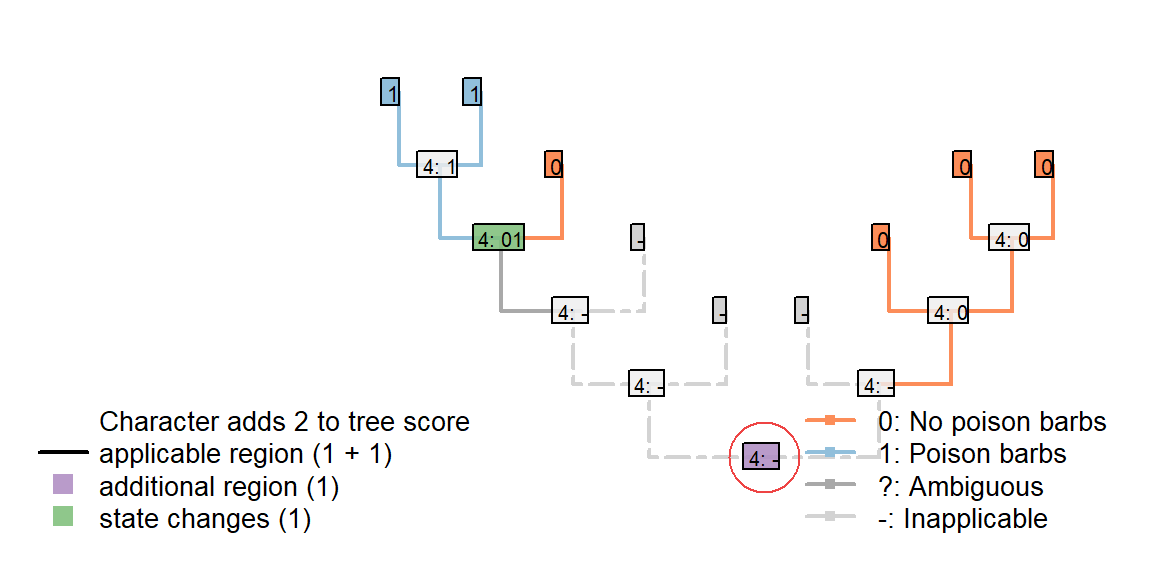 1 1
4: 1 0 0 0
4: 01 - 0 4: 0
4: - - - 4: 0
4: - 4: -
Character adds 2 to tree score 0: No poison barbs
applicable region (1 + 1) 4: - 1: Poison barbs
additional region (1) ?: Ambiguous
state changes (1) -: Inapplicable